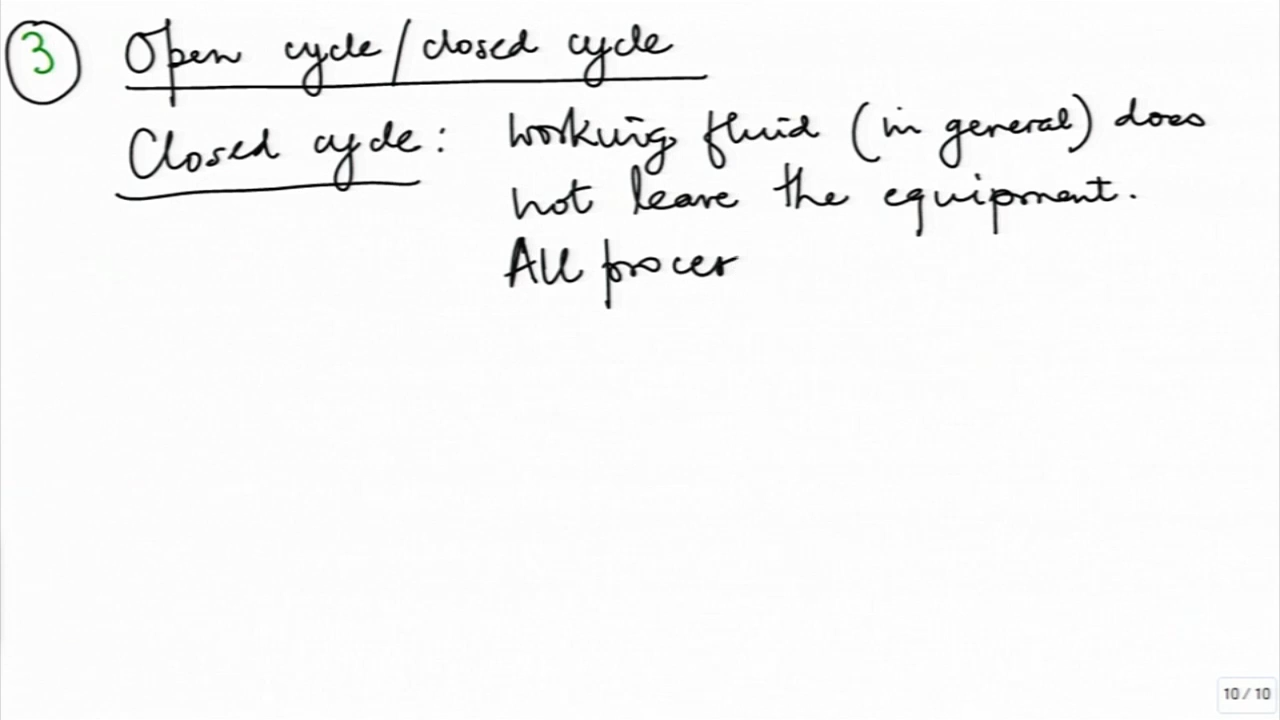 3 Open cycle/closed cycle
Closed cycle: working fluid (in general) does
not leave the equipment.
All proces
10/10